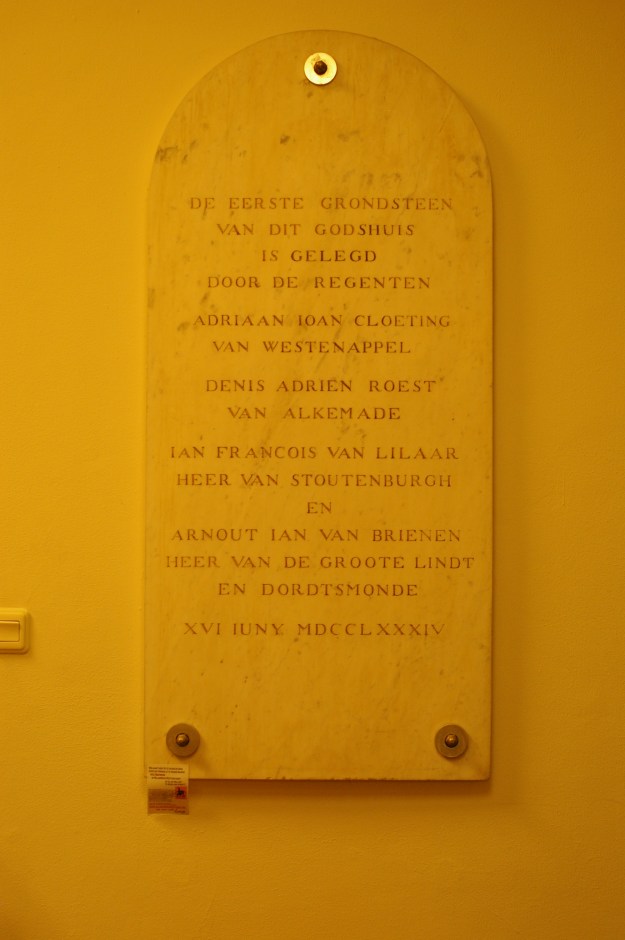 DE EERSTE GRONDSTEEN
VAN DIT GODSHUIS
IS GELEGD
DOOR DE REGENTEN
ADRIAAN IOAN CLOETING
VAN WESTENAPPEL
DENIS ADRIEN ROEST
VAN ALKEMADE
IAN FRANCOIS VAN LILAAR
HEER VAN STOUTENBURGH
EN
ARNOUT IAN VAN BRIENEN
HEER VAN DE GROOTE LINDT
EN DORDTSMONDE
XVI IUNY MDCCLXXXIV